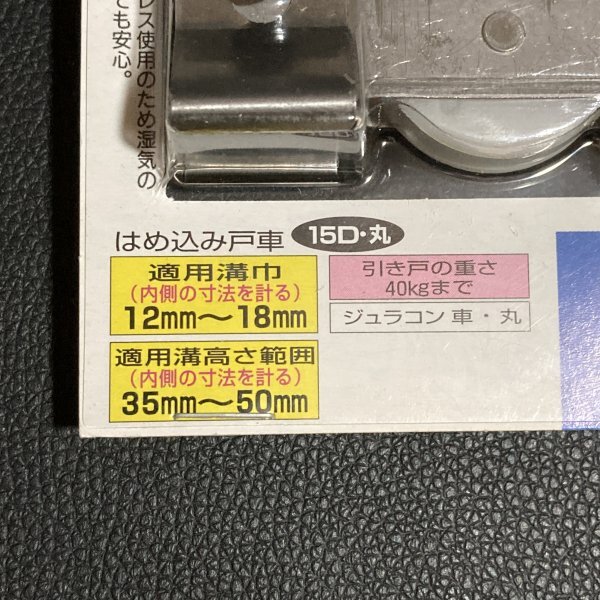 レス使用のため湿気の
でも安心。
はめ込み戸車 15D・丸
適用溝巾
(内側の寸法を計る)
12mm～18mm
引き戸の重さ
40kgまで
ジュラコン車・丸
適用溝高さ範囲
(内側の寸法を計る)
35mm～50mm